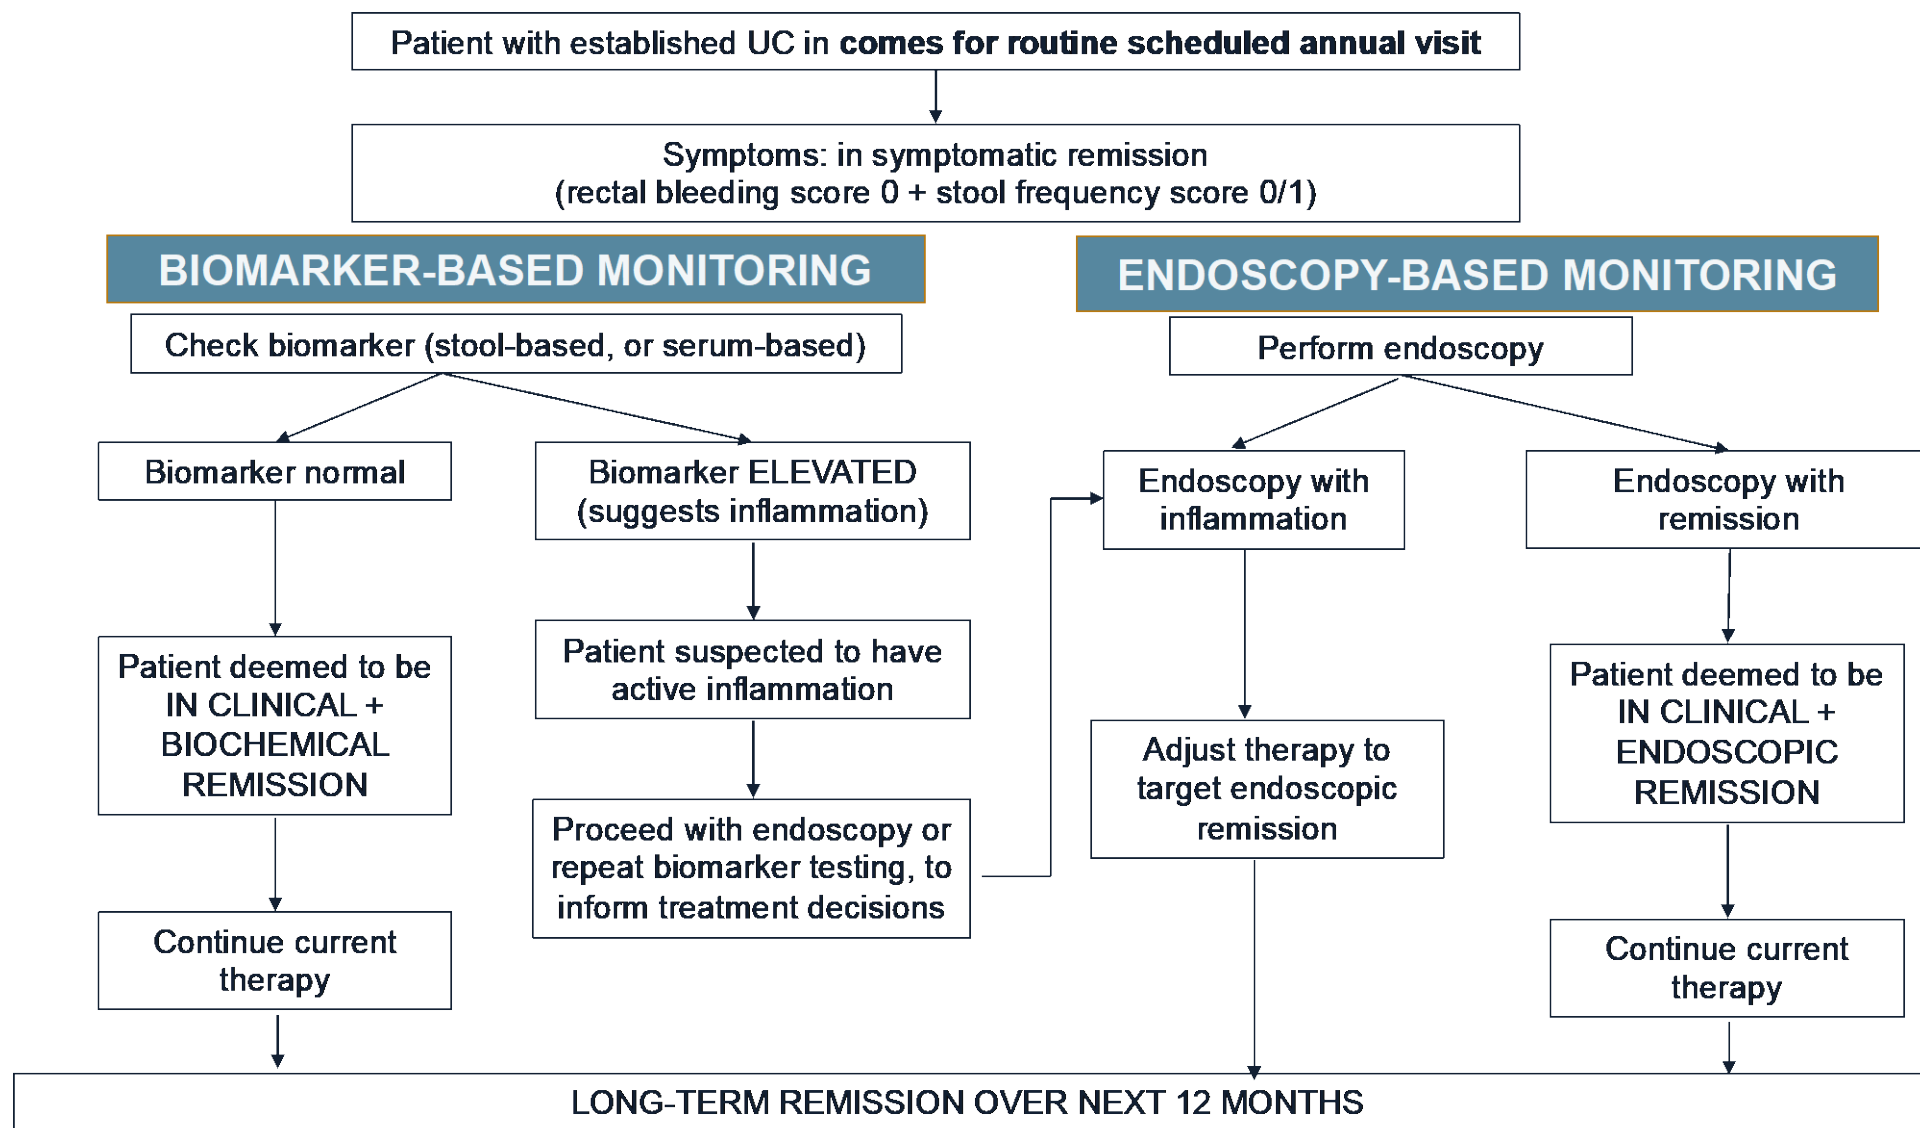 Patient with established UC in comes for routine scheduled annual visit
Symptoms: in symptomatic remission
(rectal bleeding score 0 + stool frequency score 0/1)
BIOMARKER-BASED MONITORING
Check biomarker (stool-based, or serum-based)
Biomarker normal
Patient deemed to be
IN CLINICAL +
BIOCHEMICAL
REMISSION
Continue current
therapy
Biomarker ELEVATED
(suggests inflammation)
Patient suspected to have
active inflammation
Proceed with endoscopy or
repeat biomarker testing, to
inform treatment decisions
ENDOSCOPY-BASED MONITORING
Perform endoscopy
Endoscopy with
inflammation
Adjust therapy to
target endoscopic
remission
Endoscopy with
remission
Patient deemed to be
IN CLINICAL +
ENDOSCOPIC
REMISSION
Continue current
therapy
LONG-TERM REMISSION OVER NEXT 12 MONTHS